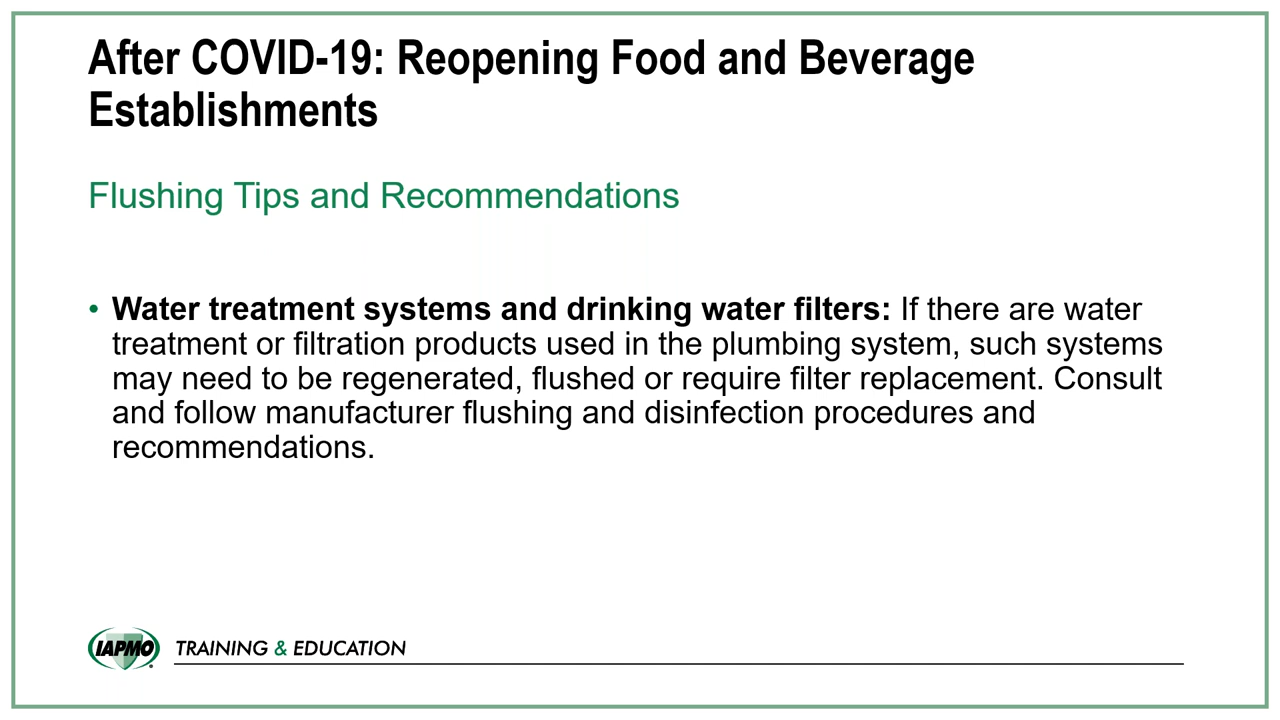 After COVID-19: Reopening Food and Beverage
Establishments
Flushing Tips and Recommendations
• Water treatment systems and drinking water filters: If there are water
treatment or filtration products used in the plumbing system, such systems
may need to be regenerated, flushed or require filter replacement. Consult
and follow manufacturer flushing and disinfection procedures and
recommendations.
IAPMO TRAINING & EDUCATION